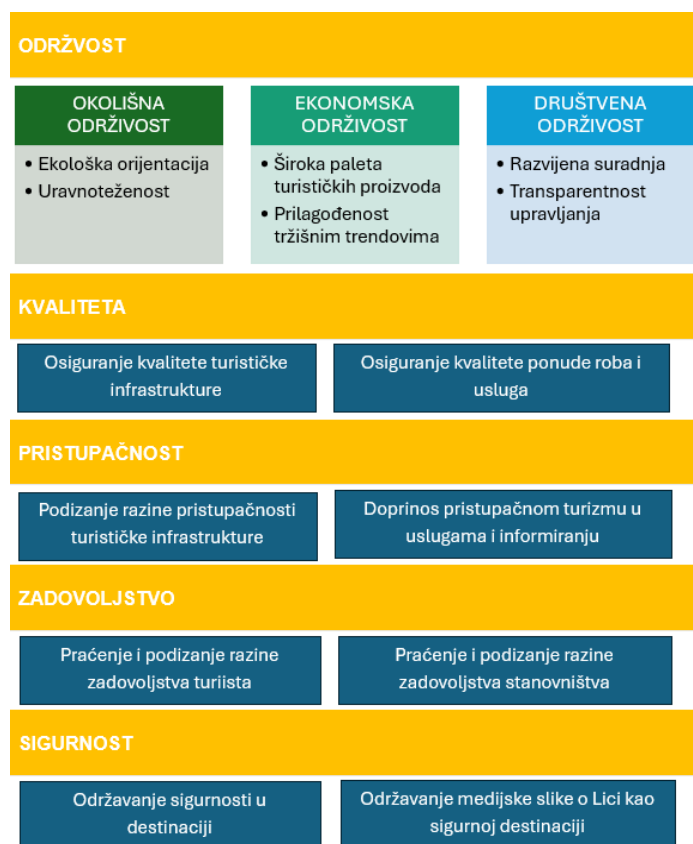 ODRŽVOST
OKOLIŠNA
ODRŽIVOST
• Ekološka orijentacija
• Uravnoteženost
EKONOMSKA
ODRŽIVOST
• Široka paleta
turističkih proizvoda
• Prilagođenost
tržišnim trendovima
DRUŠTVENA
ODRŽIVOST
• Razvijena suradnja
• Transparentnost
upravljanja
KVALITETA
Osiguranje kvalitete turističke
infrastrukture
Osiguranje kvalitete ponude roba i
usluga
PRISTUPAČNOST
Podizanje razine pristupačnosti
turističke infrastrukture
Doprinos pristupačnom turizmu u
uslugama i informiranju
ZADOVOLJSTVO
Praćenje i podizanje razine
zadovoljstva turiista
Praćenje i podizanje razine
zadovoljstva stanovništva
SIGURNOST
Održavanje sigurnosti u
destinaciji
Održavanje medijske slike o Lici kao
sigurnoj destinaciji